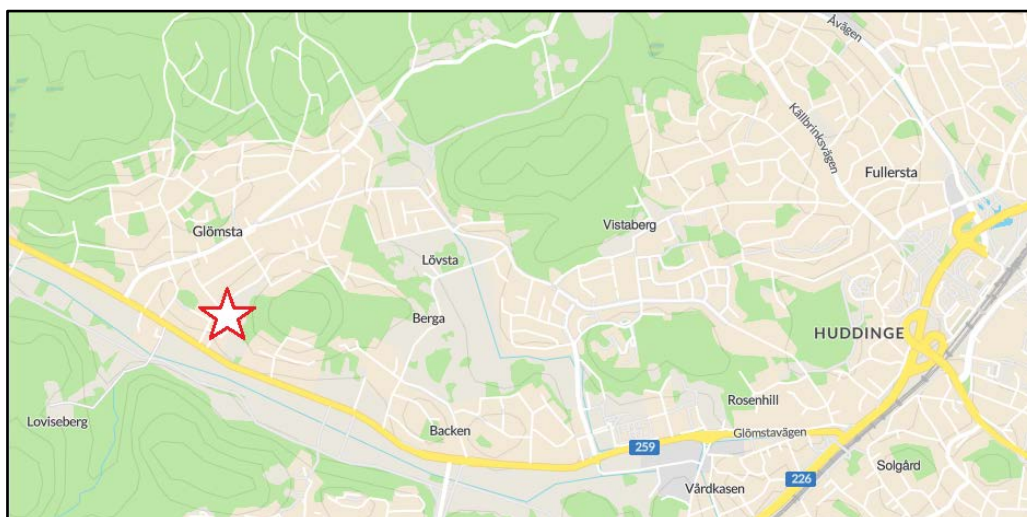 Åvägen
Källbrinksvägen
Fullersta
Vistaberg
Glömsta
Lövsta
Berga
HUDDINGE
Rosenhill
Loviseberg
Backen
Glömstavägen
259
Solgård
226
Vårdkasen